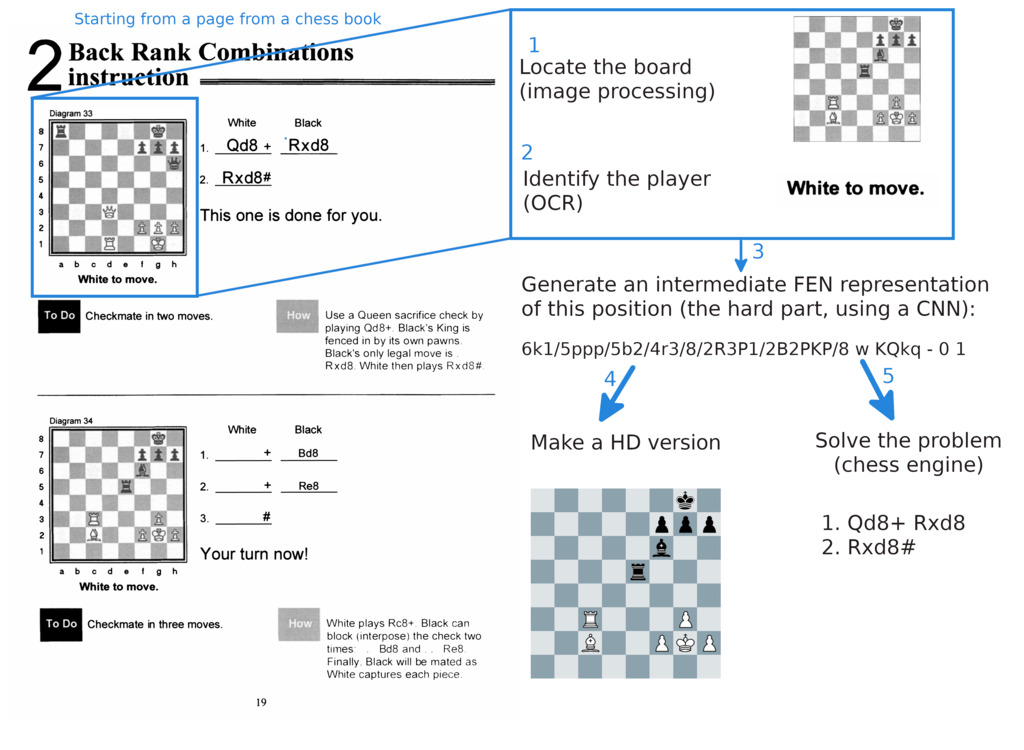 Starting from a page from a chess book
2 Back Rank Combinations
instruction
Diagram 33
8
7
6
5
4
3
2
1
a b c d e f g h
White to move.
White Black
1. Qd8 + Rxd8
2. Rxd8#
This one is done for you.
To Do Checkmate in two moves.
How Use a Queen sacrifice check by
playing Qd8+. Black's King is
fenced in by its own pawns.
Black's only legal move is .
Rxd8. White then plays Rxd8#.
Diagram 34
8
7
6
5
4
3
2
1
a b c d e f g h
White to move.
White Black
1. + Bd8
2. + Re8
3. #
Your turn now!
To Do Checkmate in three moves.
How White plays Rc8+. Black can
block (interpose) the check two
times: . Bd8 and . . Re8.
Finally, Black will be mated as
White captures each piece.
19
1
Locate the board
(image processing)
2
Identify the player
(OCR)
White to move.
3
Generate an intermediate FEN representation
of this position (the hard part, using a CNN):
6k1/5ppp/5b2/4r3/8/2R3P1/2B2PKP/8 w KQkq - 0 1
4
5
Make a HD version
Solve the problem
(chess engine)
1. Qd8+ Rxd8
2. Rxd8#